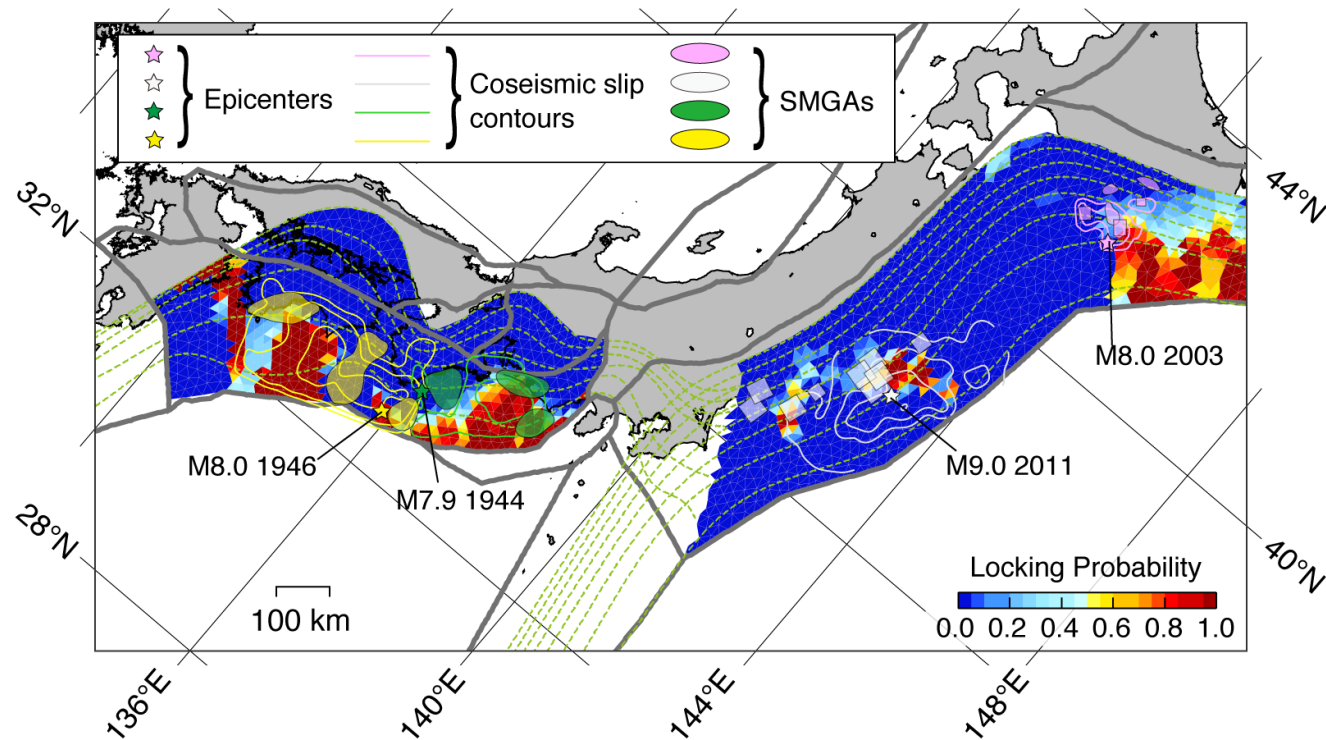 Epicenters
Coseismic slip
contours
SMGAs
32°N
28°N
44°N
40°N
M8.0 2003
M8.0 1946
M7.9 1944
M9.0 2011
100 km
Locking Probability
0.0 0.2 0.4 0.6 0.8 1.0
136°E
140°E
144°E
148°E